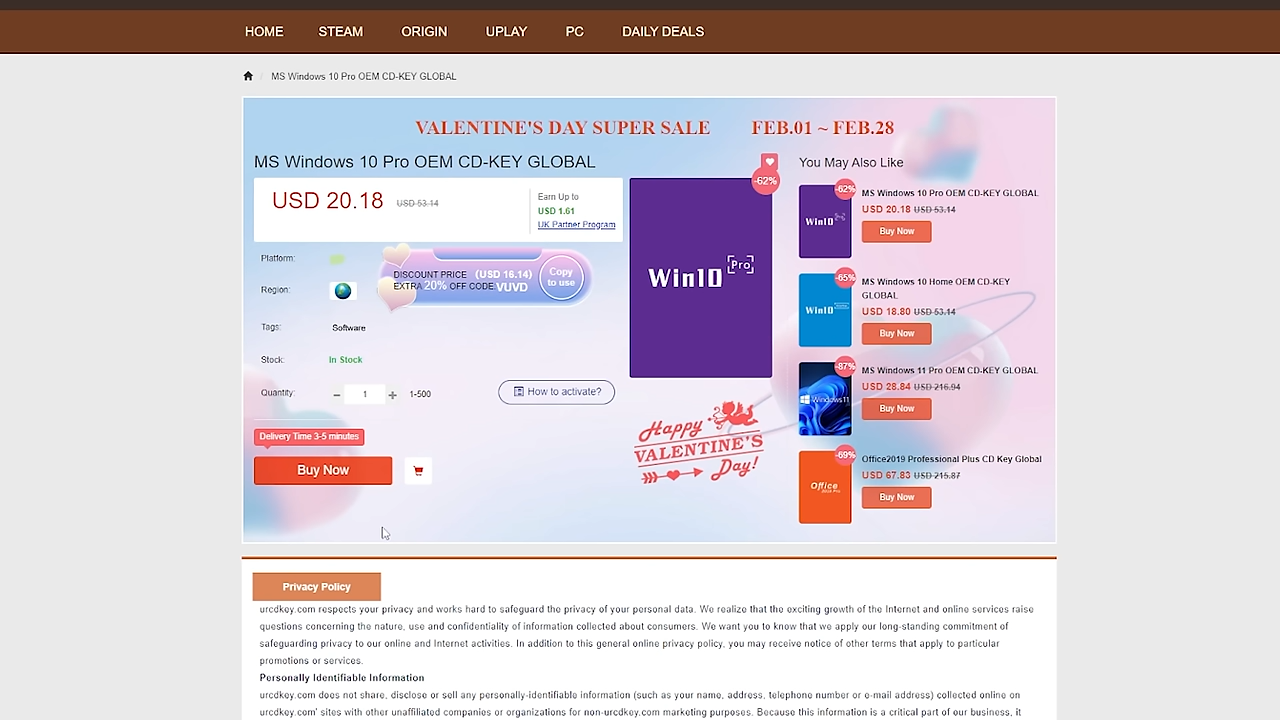 HOME STEAM ORIGIN UPLAY PC DAILY DEALS
/ MS Windows 10 Pro OEM CD-KEY GLOBAL
VALENTINE'S DAY SUPER SALE FEB.01 ~ FEB.28
MS Windows 10 Pro OEM CD-KEY GLOBAL
USD 20.18 USD 53.14
Earn Up to
USD 1.61
UK Partner Program
Platform:
DISCOUNT PRICE (USD 16.14)
EXTRA 20% OFF CODE:VUVD
Copy
to use
Region:
Tags: Software
Stock: In Stock
Quantity: − 1 + 1-500
How to activate?
Delivery Time 3-5 minutes
Buy Now
-62%
Win10 Pro
Happy
VALENTINE'S
Day!
You May Also Like
-62%
Win10
MS Windows 10 Pro OEM CD-KEY GLOBAL
USD 20.18 USD 53.14
Buy Now
-65%
Win10
MS Windows 10 Home OEM CD-KEY
GLOBAL
USD 18.80 USD 53.14
Buy Now
-87%
Windows11
MS Windows 11 Pro OEM CD-KEY GLOBAL
USD 28.84 USD 216.94
Buy Now
-69%
Office
Office2019 Professional Plus CD Key Global
USD 67.83 USD 215.87
Buy Now
Privacy Policy
urcdkey.com respects your privacy and works hard to safeguard the privacy of your personal data. We realize that the exciting growth of the Internet and online services raise
questions concerning the nature, use and confidentiality of information collected about consumers. We want you to know that we apply our long-standing commitment of
safeguarding privacy to our online and Internet activities. In addition to this general online privacy policy, you may receive notice of other terms that apply to particular
promotions or services.
Personally Identifiable Information
urcdkey.com does not share, disclose or sell any personally-identifiable information (such as your name, address, telephone number or e-mail address) collected online on
urcdkey.com' sites with other unaffiliated companies or organizations for non-urcdkey.com marketing purposes. Because this information is a critical part of our business, it